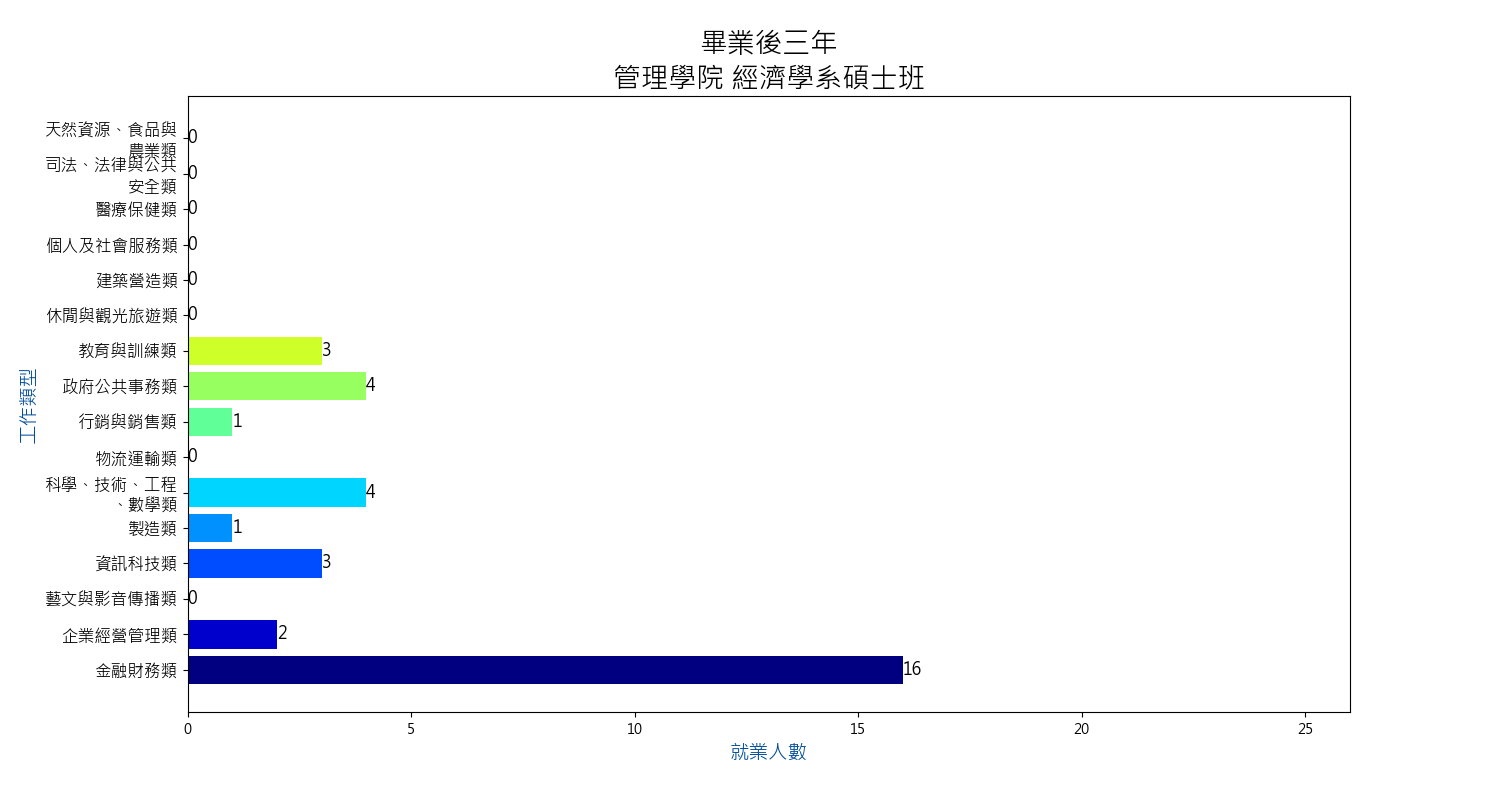 畢業後三年
管理學院 經濟學系碩士班
天然資源、食品與
農業類
0
司法、法律與公共
安全類
0
醫療保健類
0
個人及社會服務類
0
建築營造類
0
休閒與觀光旅遊類
0
教育與訓練類
3
政府公共事務類
4
行銷與銷售類
1
物流運輸類
0
科學、技術、工程
、數學類
4
製造類
1
資訊科技類
3
藝文與影音傳播類
0
企業經營管理類
2
金融財務類
16
工作類型
0 5 10 15 20 25
就業人數